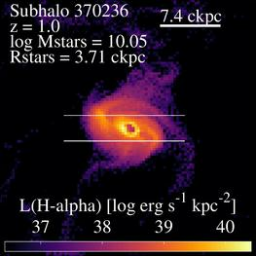 Subhalo 370236
7.4 ckpc
z = 1.0
log Mstars = 10.05
Rstars = 3.71 ckpc
L(H-alpha) [log erg s⁻¹ kpc⁻²]
37 38 39 40